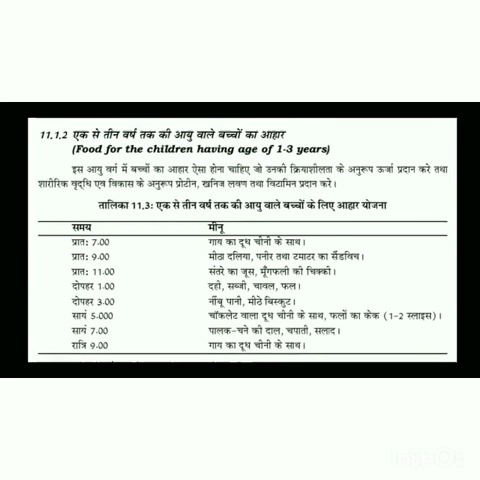 11.1.2 एक से तीन वर्ष तक की आयु वाले बच्चों का आहार
(Food for the children having age of 1-3 years)
इस आयु वर्ग में बच्चों का आहार ऐसा होना चाहिए जो उनकी क्रियाशीलता के अनुरूप ऊर्जा प्रदान करे तथा
शारीरिक वृद्धि एवं विकास के अनुरूप प्रोटीन, खनिज लवण तथा विटामिन प्रदान करे।
तालिका 11.3: एक से तीन वर्ष तक की आयु वाले बच्चों के लिए आहार योजना
समय मीनू
प्रात: 7.00 गाय का दूध चीनी के साथ।
प्रात: 9.00 मीठा दलिया, पनीर तथा टमाटर का सैंडविच।
प्रात: 11.00 संतरे का जूस, मूँगफली की चिक्की।
दोपहर 1.00 दही, सब्जी, चावल, फल।
दोपहर 3.00 नींबू पानी, मीठे बिस्कुट।
सायं 5.000 चॉकलेट वाला दूध चीनी के साथ, फलों का केक (1-2 स्लाइस)।
सायं 7.00 पालक-चने की दाल, चपाती, सलाद।
रात्रि 9.00 गाय का दूध चीनी के साथ।